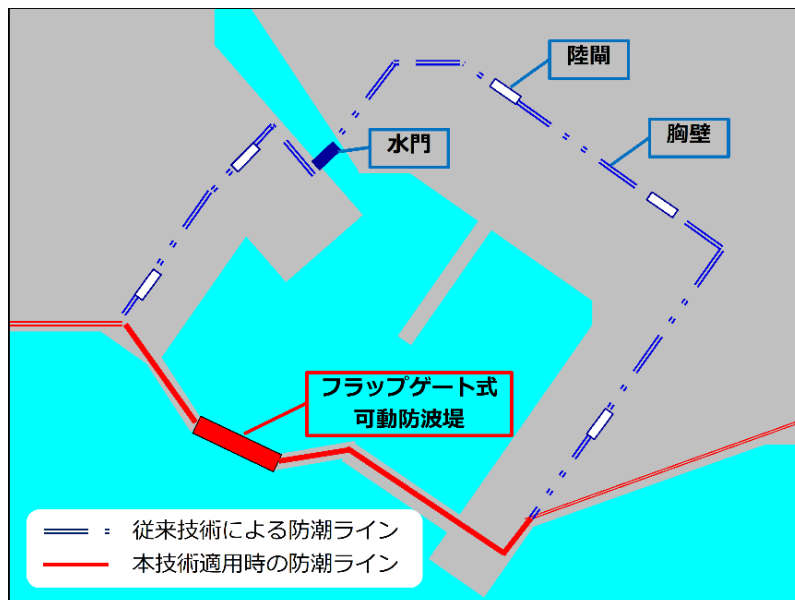 陸閘
水門
胸壁
フラップゲート式
可動防波堤
従来技術による防潮ライン
本技術適用時の防潮ライン